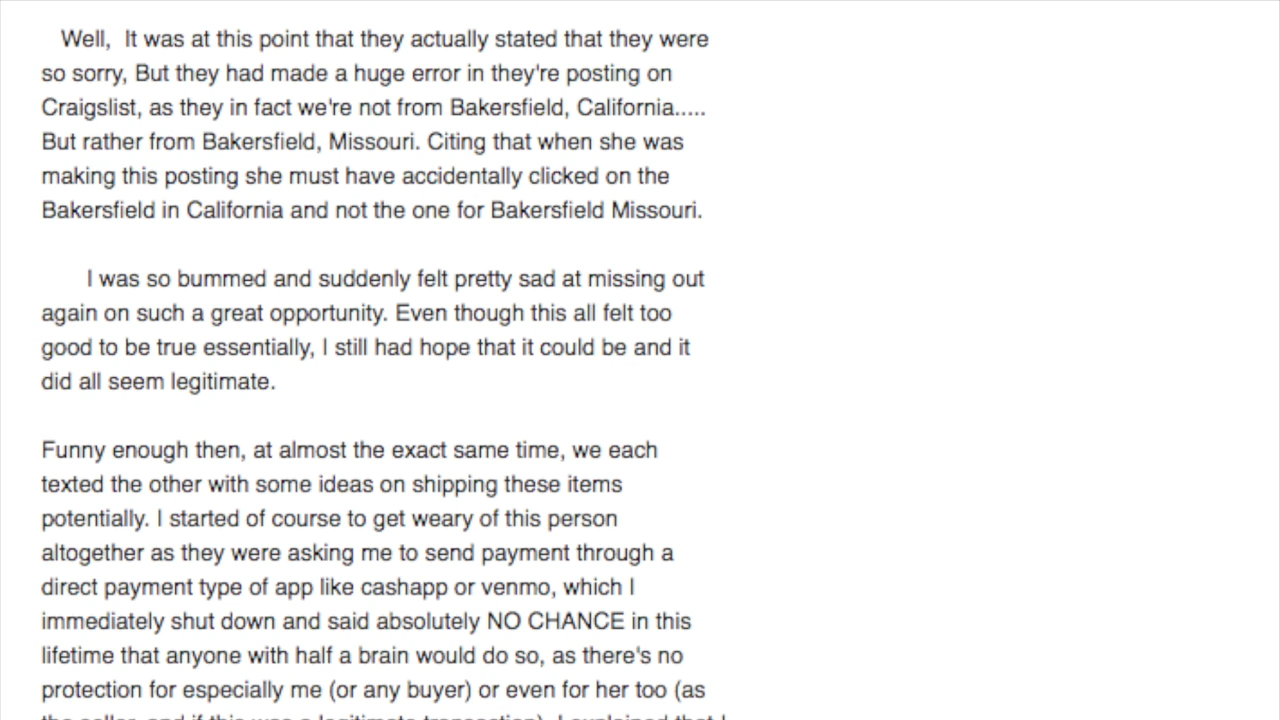 Well, It was at this point that they actually stated that they were
so sorry, But they had made a huge error in they're posting on
Craigslist, as they in fact we're not from Bakersfield, California.....
But rather from Bakersfield, Missouri. Citing that when she was
making this posting she must have accidentally clicked on the
Bakersfield in California and not the one for Bakersfield Missouri.
I was so bummed and suddenly felt pretty sad at missing out
again on such a great opportunity. Even though this all felt too
good to be true essentially, I still had hope that it could be and it
did all seem legitimate.
Funny enough then, at almost the exact same time, we each
texted the other with some ideas on shipping these items
potentially. I started of course to get weary of this person
altogether as they were asking me to send payment through a
direct payment type of app like cashapp or venmo, which I
immediately shut down and said absolutely NO CHANCE in this
lifetime that anyone with half a brain would do so, as there's no
protection for especially me (or any buyer) or even for her too (as
the seller, and if this was a legitimate transaction). I explained that I